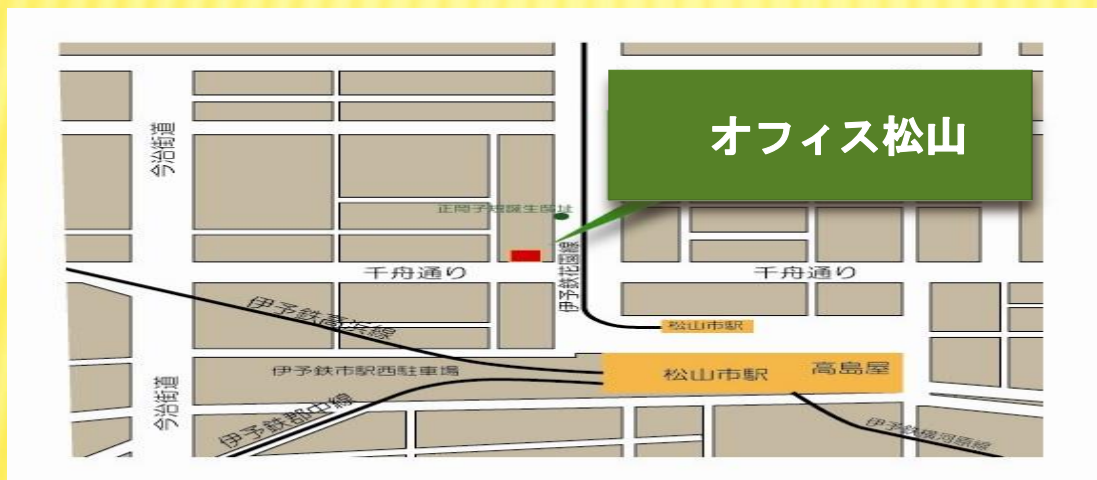 オフィス松山
今治街道
正岡子規誕生邸址
伊予鉄花園線
千舟通り
千舟通り
伊予鉄高浜線
松山市駅
伊予鉄市駅西駐車場
松山市駅
高島屋
今治街道
伊予鉄郡中線
伊予鉄横河原線